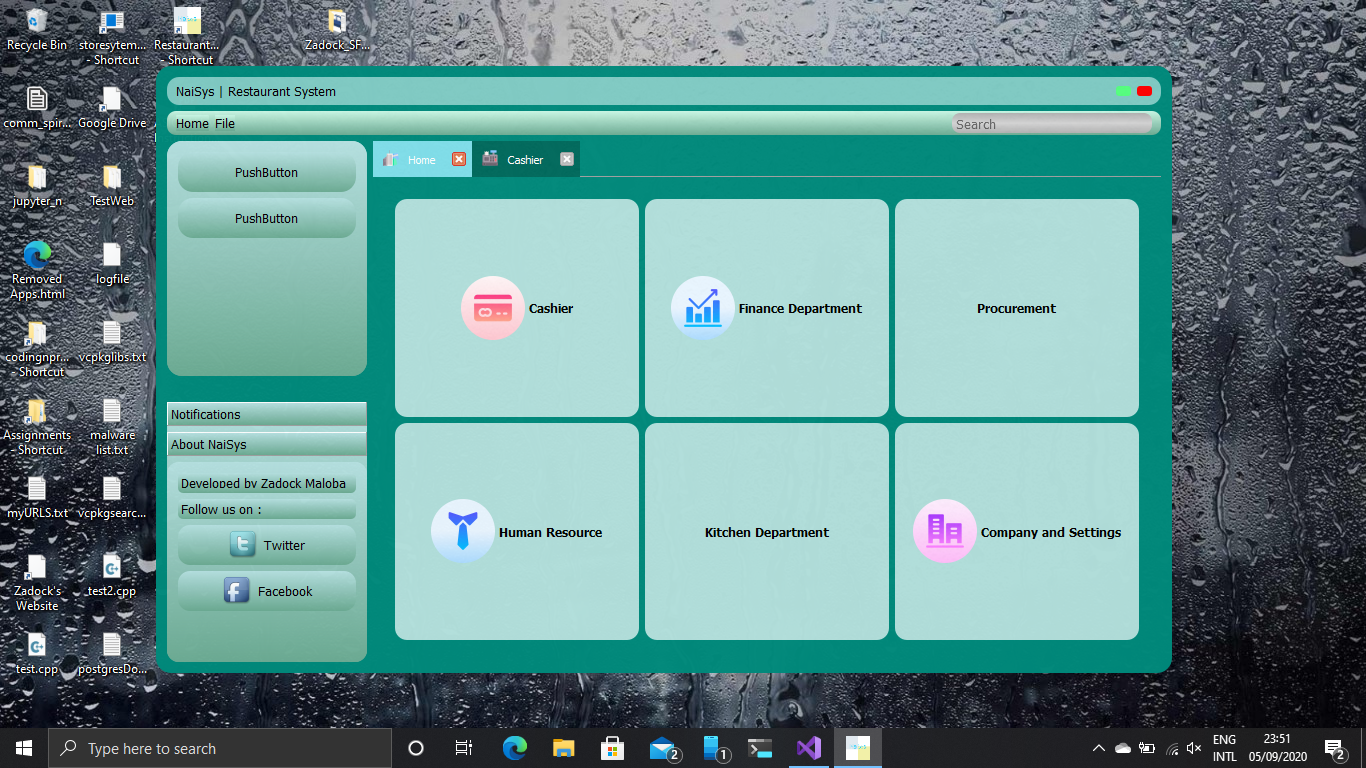 Recycle Bin
storesytem...
- Shortcut
Restaurant...
- Shortcut
Zadock_SF...
comm_spir...
Google Drive
jupyter_n
TestWeb
Removed
Apps.html
logfile
codingnpr...
- Shortcut
vcpkglibs.txt
Assignments
- Shortcut
malware
list.txt
myURLS.txt
vcpkgsearc...
Zadock's
Website
test2.cpp
test.cpp
postgresDo...
NaiSys | Restaurant System
Home File
Search
PushButton
PushButton
Home
Cashier
Cashier
Finance Department
Procurement
Human Resource
Kitchen Department
Company and Settings
Notifications
About NaiSys
Developed by Zadock Maloba
Follow us on :
Twitter
Facebook
Type here to search
2
1
ENG
INTL
23:51
05/09/2020
2